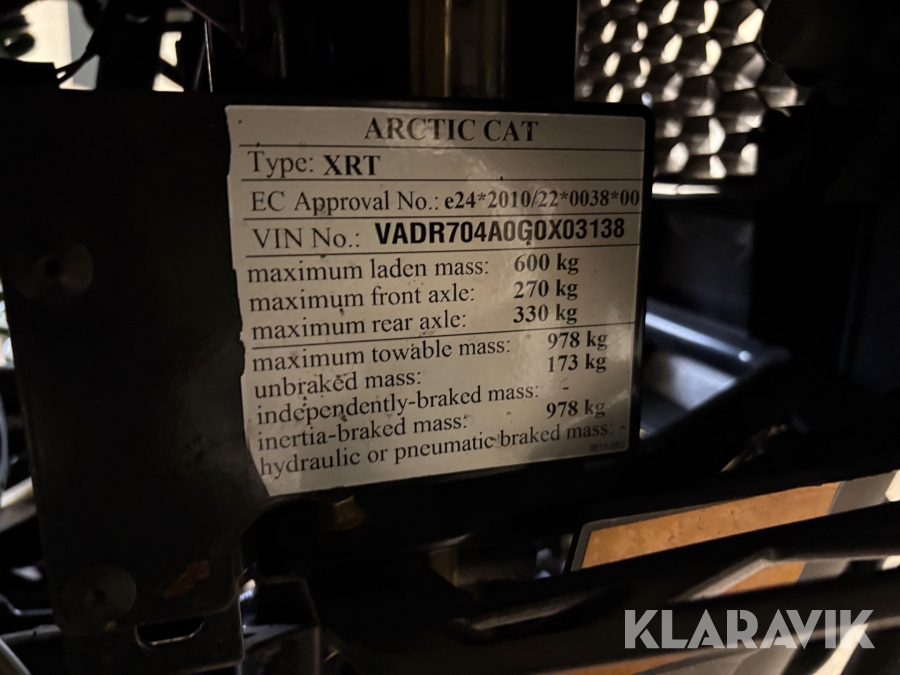 ARCTIC CAT
Type: XRT
EC Approval No.: e24*2010/22*0038*00
VIN No.: VADR704A0G0X03138
maximum laden mass: 600 kg
maximum front axle: 270 kg
maximum rear axle: 330 kg
maximum towable mass: 978 kg
unbraked mass: 173 kg
independently-braked mass: -
inertia-braked mass: 978 kg
hydraulic or pneumatic braked mass: -
KLARAVIK